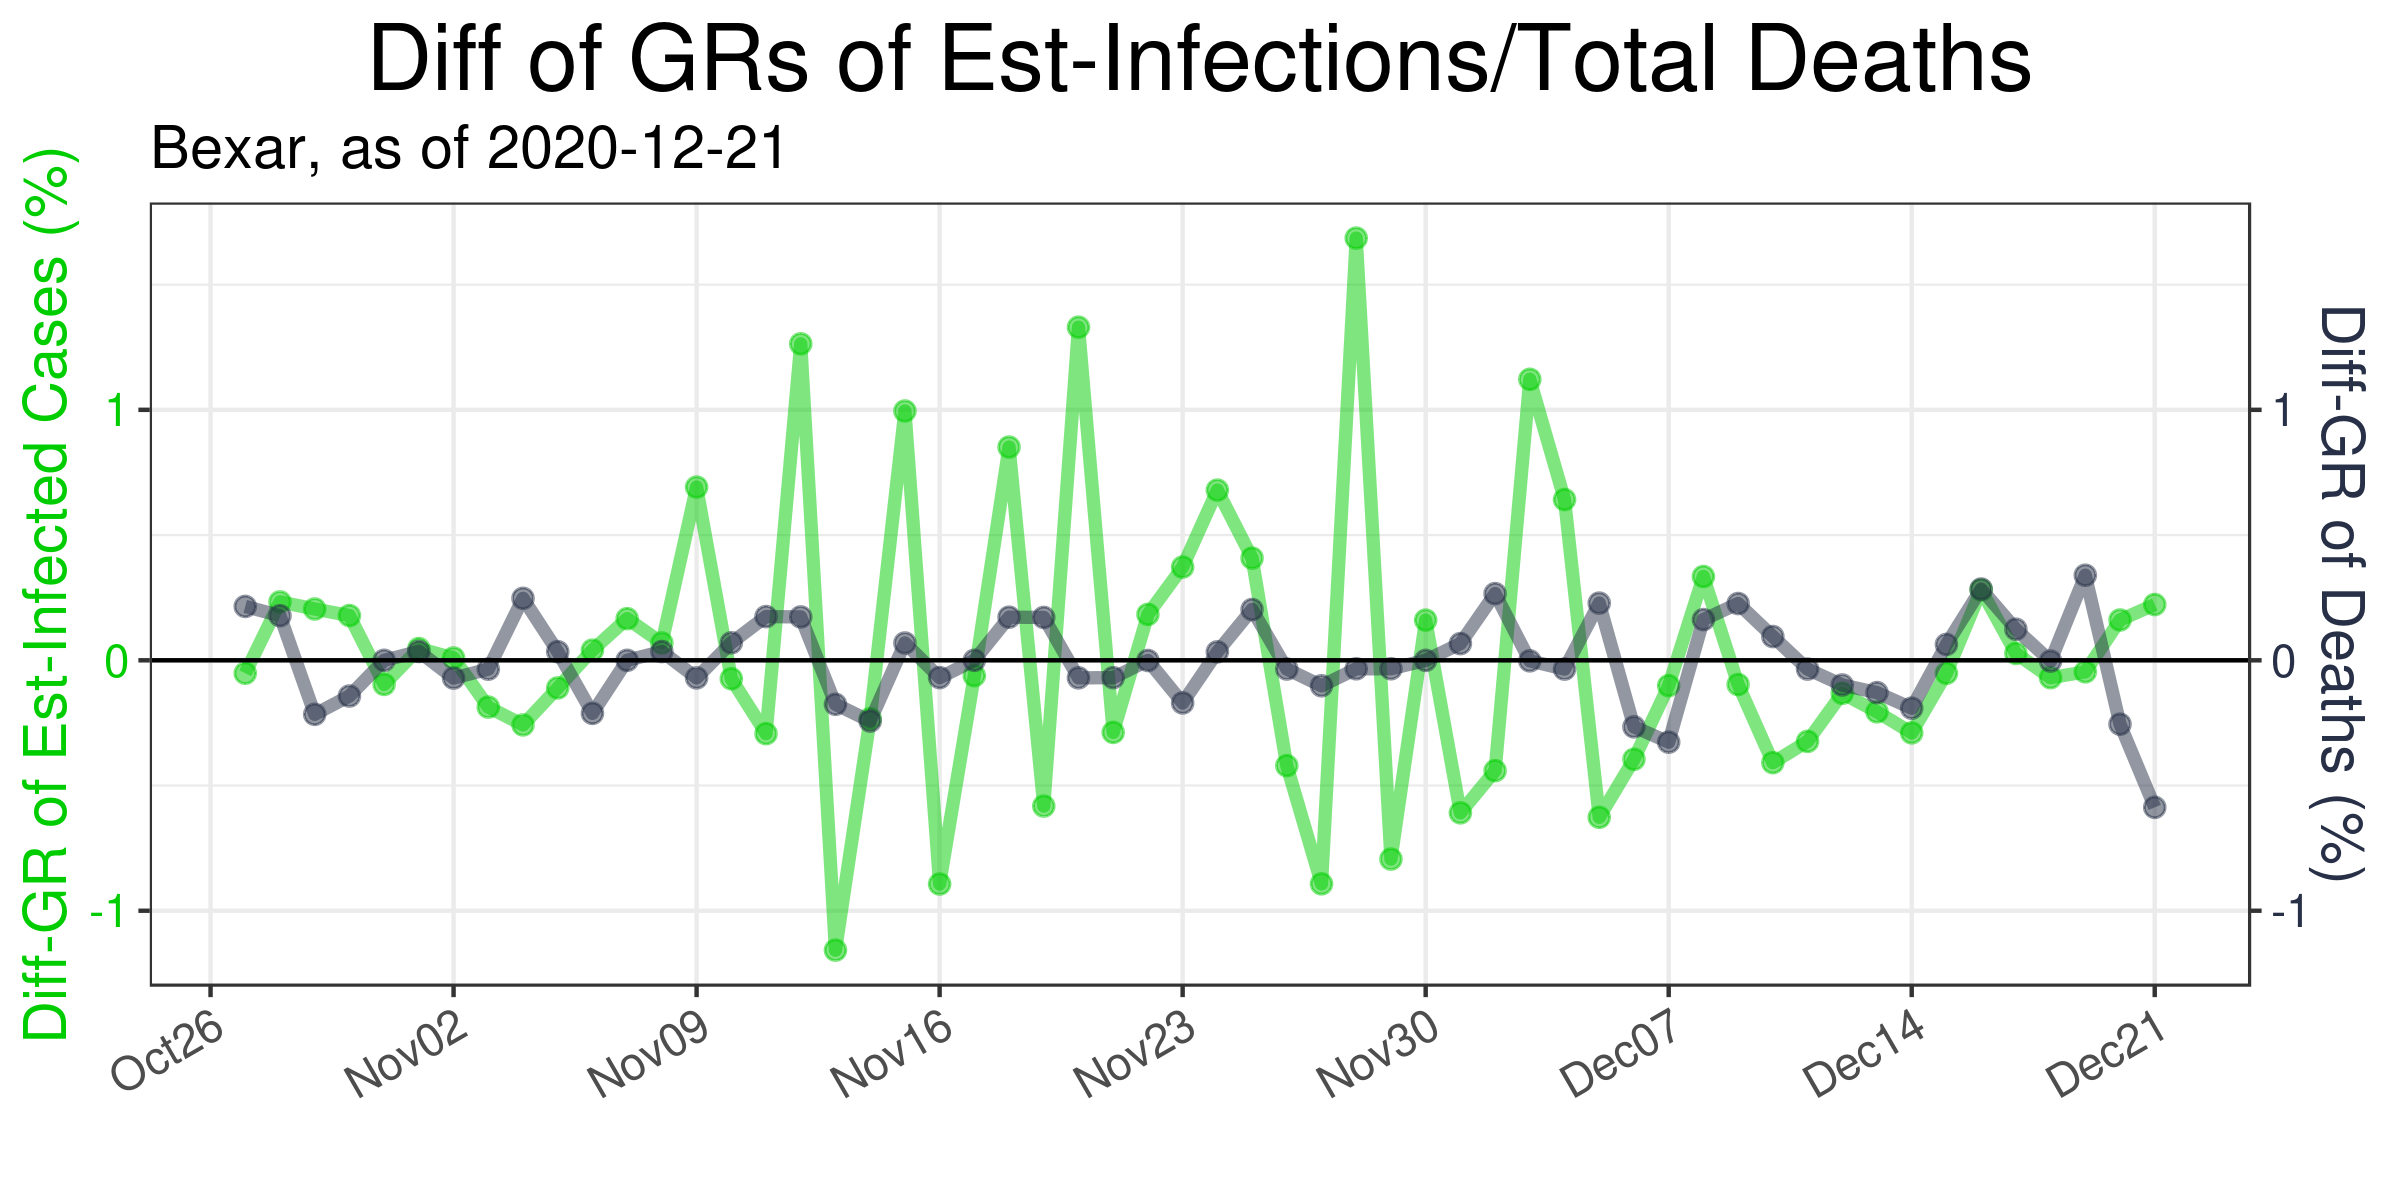 Diff of GRs of Est-Infections/Total Deaths
Bexar, as of 2020-12-21
Diff-GR of Est-Infected Cases (%)
1
0
-1
1
0
-1
Diff-GR of Deaths (%)
Oct26
Nov02
Nov09
Nov16
Nov23
Nov30
Dec07
Dec14
Dec21